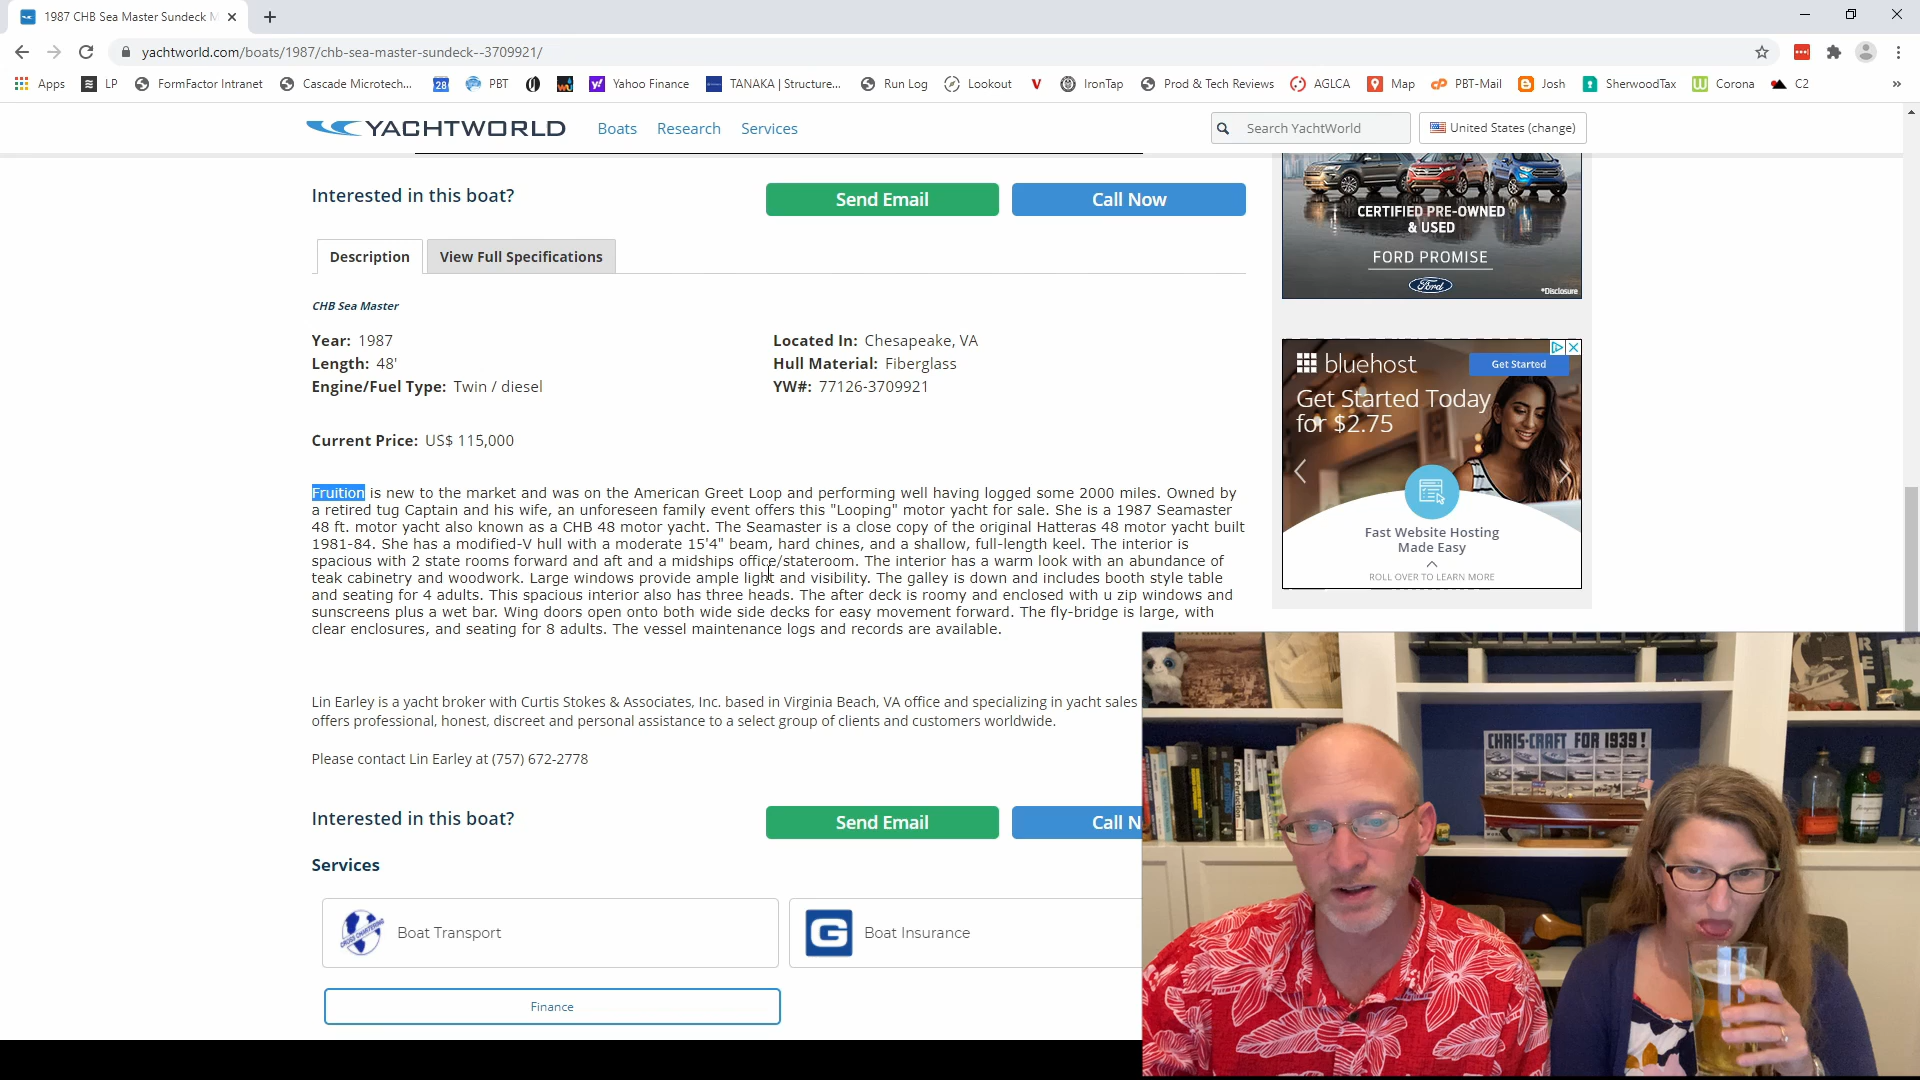 1987 CHB Sea Master Sundeck M
yachtworld.com/boats/1987/chb-sea-master-sundeck--3709921/
Apps LP FormFactor Intranet Cascade Microtech... 28 PBT Yahoo Finance TANAKA | Structure... Run Log Lookout V IronTap Prod & Tech Reviews AGLCA Map PBT-Mail Josh SherwoodTax Corona C2 »
YACHTWORLD Boats Research Services Search YachtWorld United States (change)
Interested in this boat? Send Email Call Now
Description View Full Specifications
CHB Sea Master
Year: 1987 Located In: Chesapeake, VA
Length: 48' Hull Material: Fiberglass
Engine/Fuel Type: Twin / diesel YW#: 77126-3709921
Current Price: US$ 115,000
Fruition is new to the market and was on the American Greet Loop and performing well having logged some 2000 miles. Owned by
a retired tug Captain and his wife, an unforeseen family event offers this "Looping" motor yacht for sale. She is a 1987 Seamaster
48 ft. motor yacht also known as a CHB 48 motor yacht. The Seamaster is a close copy of the original Hatteras 48 motor yacht built
1981-84. She has a modified-V hull with a moderate 15'4" beam, hard chines, and a shallow, full-length keel. The interior is
spacious with 2 state rooms forward and aft and a midships office/stateroom. The interior has a warm look with an abundance of
teak cabinetry and woodwork. Large windows provide ample light and visibility. The galley is down and includes booth style table
and seating for 4 adults. This spacious interior also has three heads. The after deck is roomy and enclosed with u zip windows and
sunscreens plus a wet bar. Wing doors open onto both wide side decks for easy movement forward. The fly-bridge is large, with
clear enclosures, and seating for 8 adults. The vessel maintenance logs and records are available.
Lin Earley is a yacht broker with Curtis Stokes & Associates, Inc. based in Virginia Beach, VA office and specializing in yacht sales
offers professional, honest, discreet and personal assistance to a select group of clients and customers worldwide.
Please contact Lin Earley at (757) 672-2778
Interested in this boat? Send Email Call N
Services
Boat Transport G Boat Insurance
Finance
CERTIFIED PRE-OWNED
& USED
FORD PROMISE
Ford *Disclosure
bluehost Get Started
Get Started Today
for $2.75
Fast Website Hosting
Made Easy
ROLL OVER TO LEARN MORE
CHRIS-CRAFT FOR 1939!